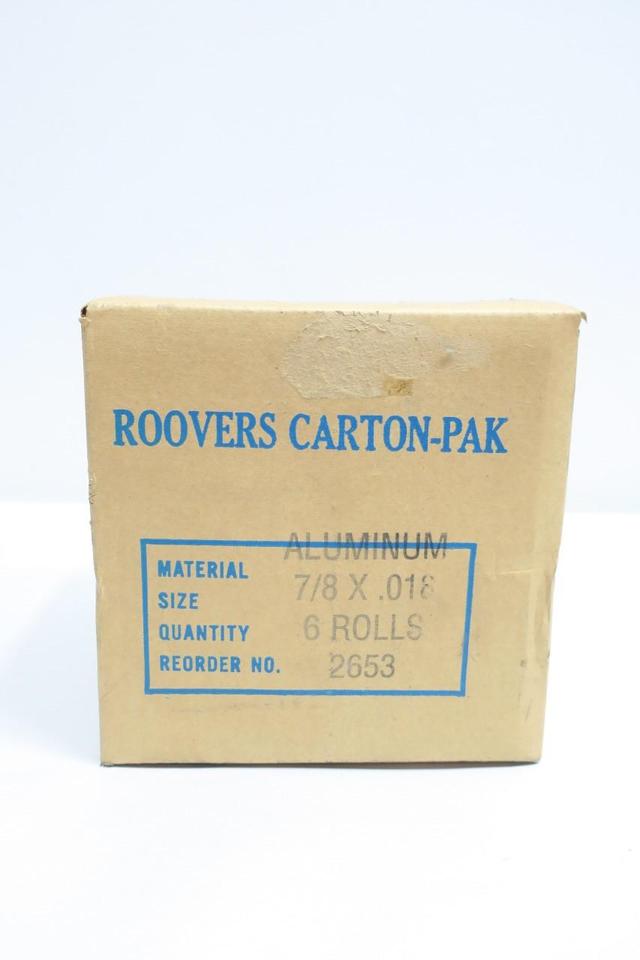 ROOVERS CARTON-PAK
MATERIAL ALUMINUM
SIZE 7/8 X .018
QUANTITY 6 ROLLS
REORDER NO. 2653